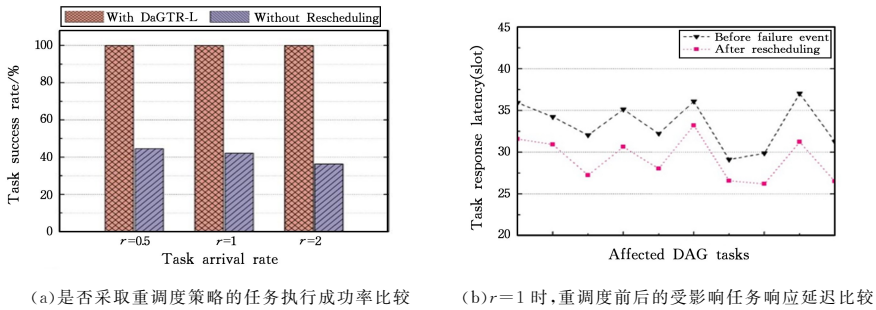 With DaGTR-L Without Rescheduling
Task success rate/%
100
80
60
40
20
0
r=0.5 r=1 r=2
Task arrival rate
(a)是否采取重调度策略的任务执行成功率比较
Before failure event
After rescheduling
Task response latency(slot)
40
35
30
25
20
Affected DAG tasks
(b)r=1时,重调度前后的受影响任务响应延迟比较